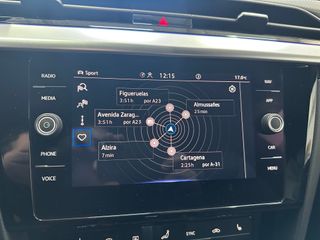 RADIO
MEDIA
PHONE
VOICE
Sport
12:15
17.0°C
Figueruelas
3:51h por A23
Almussafes
25min
Avenida Zarag...
3:51h por A23
Alzira
7 min
Cartagena
2:25h por A-31
NAV
APP
CAR
MENU
SYNC